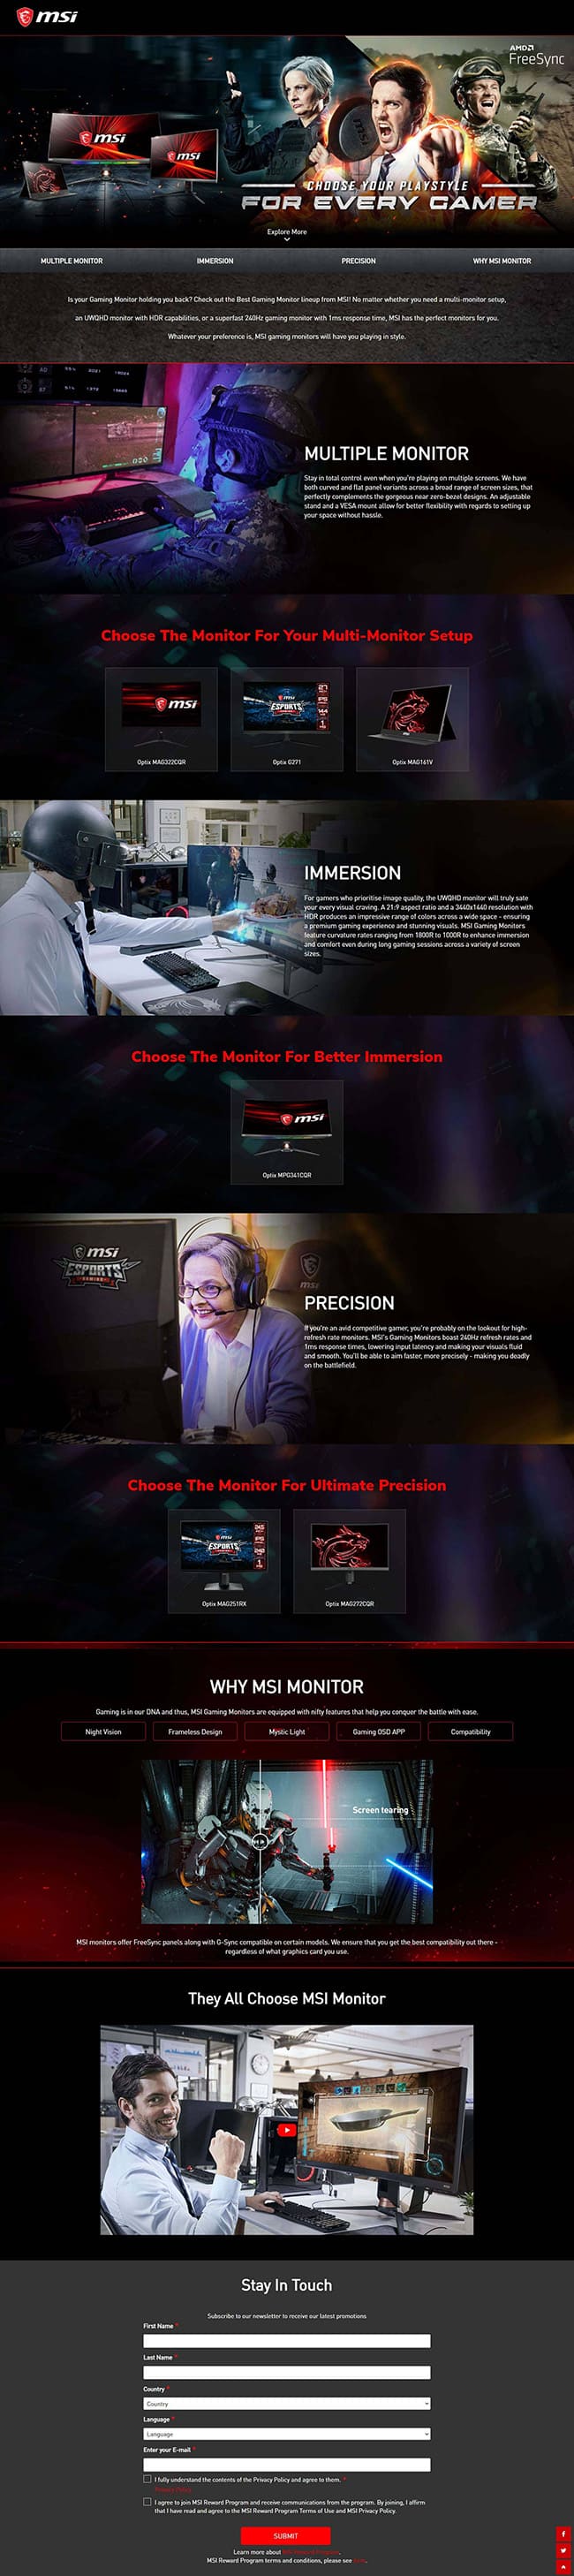 msi
AMD
FreeSync
msi
msi
msi
CHOOSE YOUR PLAYSTYLE
FOR EVERY GAMER
Explore More
MULTIPLE MONITOR
IMMERSION
PRECISION
WHY MSI MONITOR
Is your Gaming Monitor holding you back? Check out the Best Gaming Monitor lineup from MSI! No matter whether you need a multi-monitor setup,
an UWQHD monitor with HDR capabilities, or a superfast 240Hz gaming monitor with 1ms response time, MSI has the perfect monitors for you.
Whatever your preference is, MSI gaming monitors will have you playing in style.
MULTIPLE MONITOR
Stay in total control even when you're playing on multiple screens. We have
both curved and flat panel variants across a broad range of screen sizes, that
perfectly complements the gorgeous near zero-bezel designs. An adjustable
stand and a VESA mount allow for better flexibility with regards to setting up
your space without hassle.
Choose The Monitor For Your Multi-Monitor Setup
msi
msi
ESPORTS
Optix MAG322CQR
Optix G271
Optix MAG161V
IMMERSION
For gamers who prioritise image quality, the UWQHD monitor will truly sate
your every visual craving. A 21:9 aspect ratio and a 3440x1440 resolution with
HDR produces an impressive range of colors across a wide space - ensuring
a premium gaming experience and stunning visuals. MSI Gaming Monitors
feature curvature rates ranging from 1800R to 1000R to enhance immersion
and comfort even during long gaming sessions across a variety of screen
sizes.
Choose The Monitor For Better Immersion
msi
Optix MPG341CQR
msi
ESPORTS
GAMING
msi
PRECISION
If you're an avid competitive gamer, you're probably on the lookout for high-
refresh rate monitors. MSI's Gaming Monitors boast 240Hz refresh rates and
1ms response times, lowering input latency and making your visuals fluid
and smooth. You'll be able to aim faster, more precisely - making you deadly
on the battlefield.
Choose The Monitor For Ultimate Precision
msi
ESPORTS
Optix MAG251RX
Optix MAG272CQR
WHY MSI MONITOR
Gaming is in our DNA and thus, MSI Gaming Monitors are equipped with nifty features that help you conquer the battle with ease.
Night Vision
Frameless Design
Mystic Light
Gaming OSD APP
Compatibility
Screen tearing
MSI monitors offer FreeSync panels along with G-Sync compatible on certain models. We ensure that you get the best compatibility out there -
regardless of what graphics card you use.
They All Choose MSI Monitor
Stay In Touch
Subscribe to our newsletter to receive our latest promotions
First Name *
Last Name *
Country *
Country
Language *
Language
Enter your E-mail *
I fully understand the contents of the Privacy Policy and agree to them. *
Privacy Policy
I agree to join MSI Reward Program and receive communications from the program. By joining, I affirm
that I have read and agree to the MSI Reward Program Terms of Use and MSI Privacy Policy.
SUBMIT
Learn more about MSI Reward Program.
MSI Reward Program terms and conditions, please see